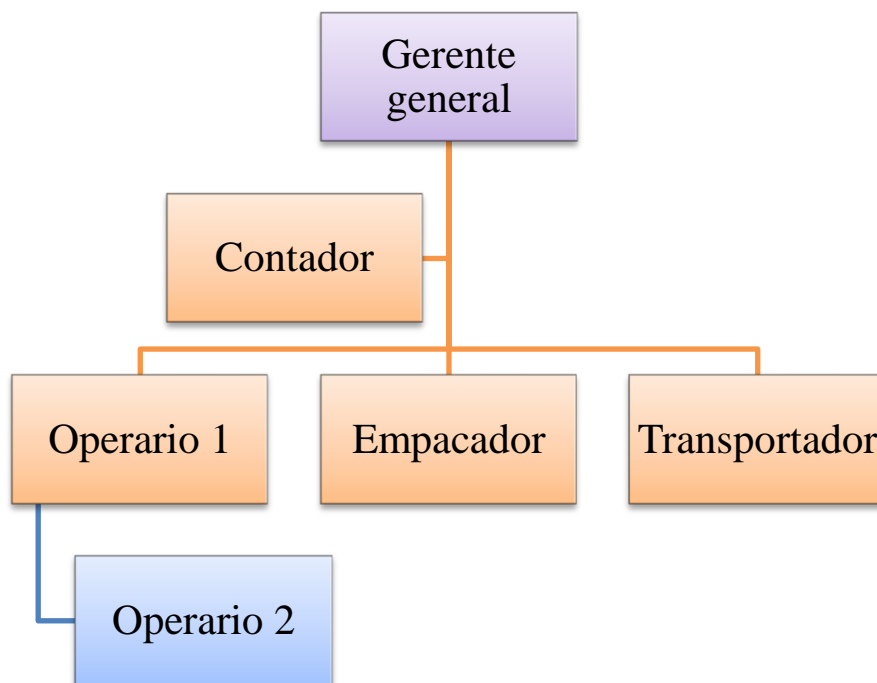 Gerente
general
Contador
Operario 1
Empacador
Transportador
Operario 2